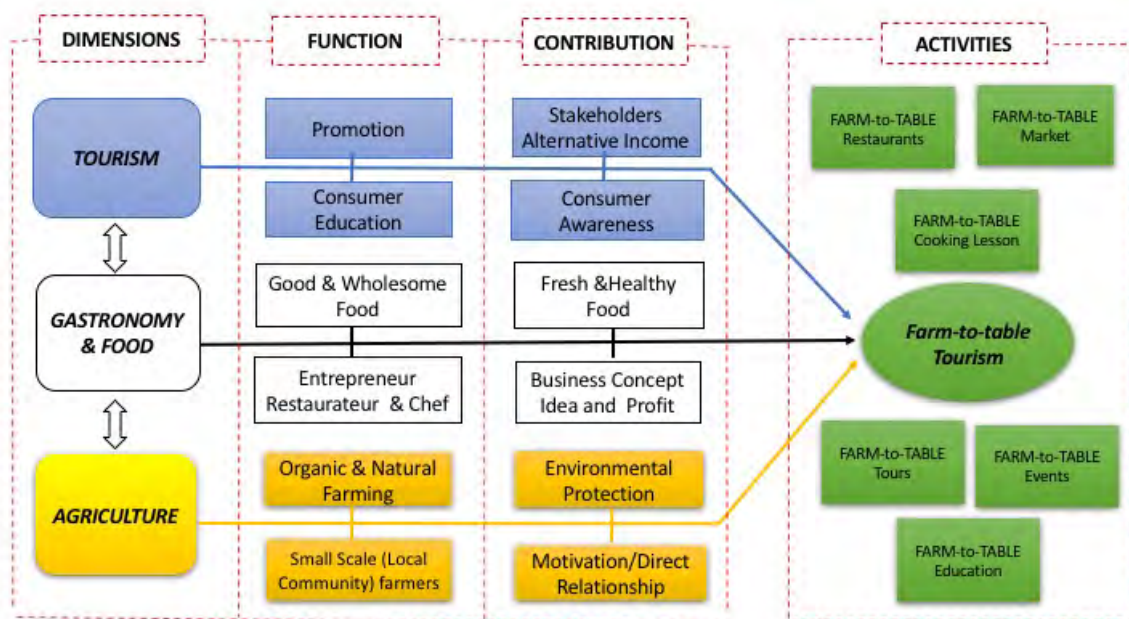 DIMENSIONS
FUNCTION
CONTRIBUTION
ACTIVITIES
TOURISM
Promotion
Consumer
Education
Stakeholders
Alternative Income
Consumer
Awareness
GASTRONOMY
& FOOD
Good & Wholesome
Food
Entrepreneur
Restaurateur & Chef
Fresh &Healthy
Food
Business Concept
Idea and Profit
AGRICULTURE
Organic & Natural
Farming
Small Scale (Local
Community) farmers
Environmental
Protection
Motivation/Direct
Relationship
FARM-to-TABLE
Restaurants
FARM-to-TABLE
Market
FARM-to-TABLE
Cooking Lesson
Farm-to-table
Tourism
FARM-to-TABLE
Tours
FARM-to-TABLE
Events
FARM-to-TABLE
Education